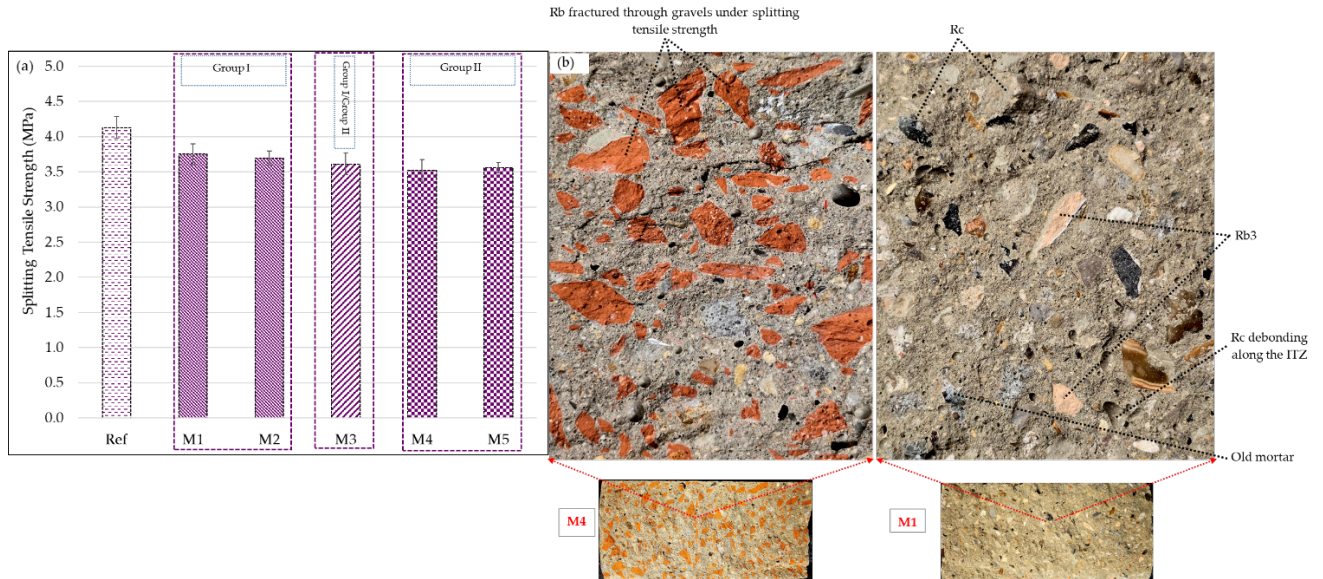 (a)
Splitting Tensile Strength (MPa)
5.0
4.5
4.0
3.5
3.0
2.5
2.0
1.5
1.0
0.5
0.0
Group I
Group I/Group II
Group II
Ref
M1
M2
M3
M4
M5
Rb fractured through gravels under splitting
tensile strength
(b)
Rc
Rb3
Rc debonding
along the ITZ
Old mortar
M4
M1